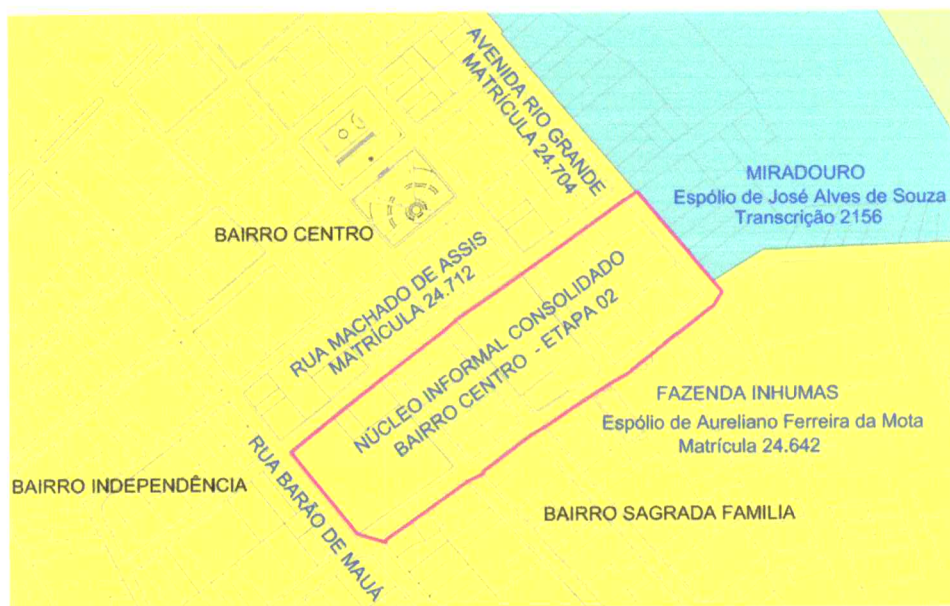 AVENIDA RIO GRANDE
MATRÍCULA 24.704
MIRADOURO
Espólio de José Alves de Souza
Transcrição 2156
BAIRRO CENTRO
RUA MACHADO DE ASSIS
MATRÍCULA 24.712
NÚCLEO INFORMAL CONSOLIDADO
BAIRRO CENTRO - ETAPA 02
FAZENDA INHUMAS
Espólio de Aureliano Ferreira da Mota
Matrícula 24.642
BAIRRO INDEPENDÊNCIA
RUA BARÃO DE MAUÁ
BAIRRO SAGRADA FAMILIA